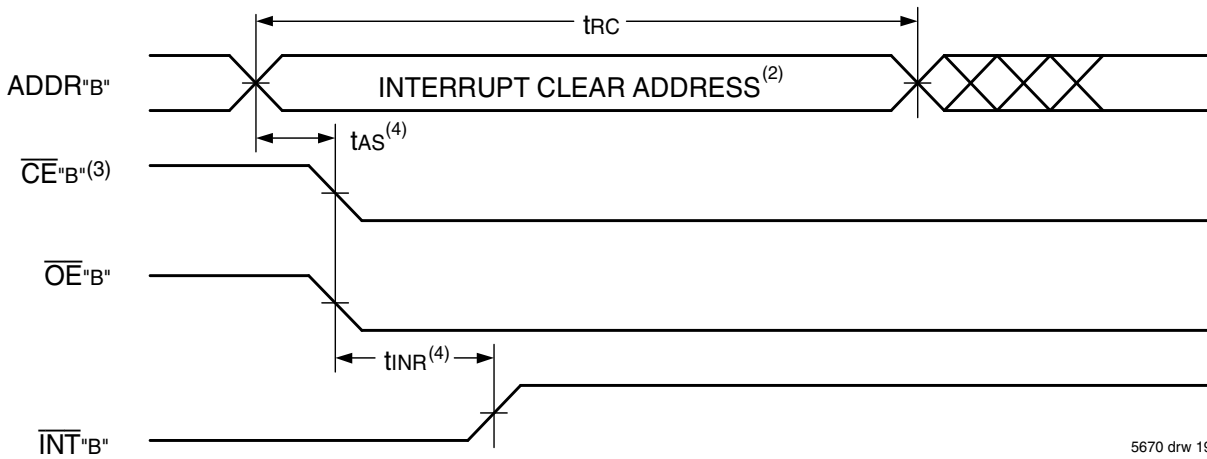 tRC
ADDR"B"
INTERRUPT CLEAR ADDRESS(2)
tAS(4)
CE"B"(3)
OE"B"
tINR(4)
INT"B"
5670 drw 19